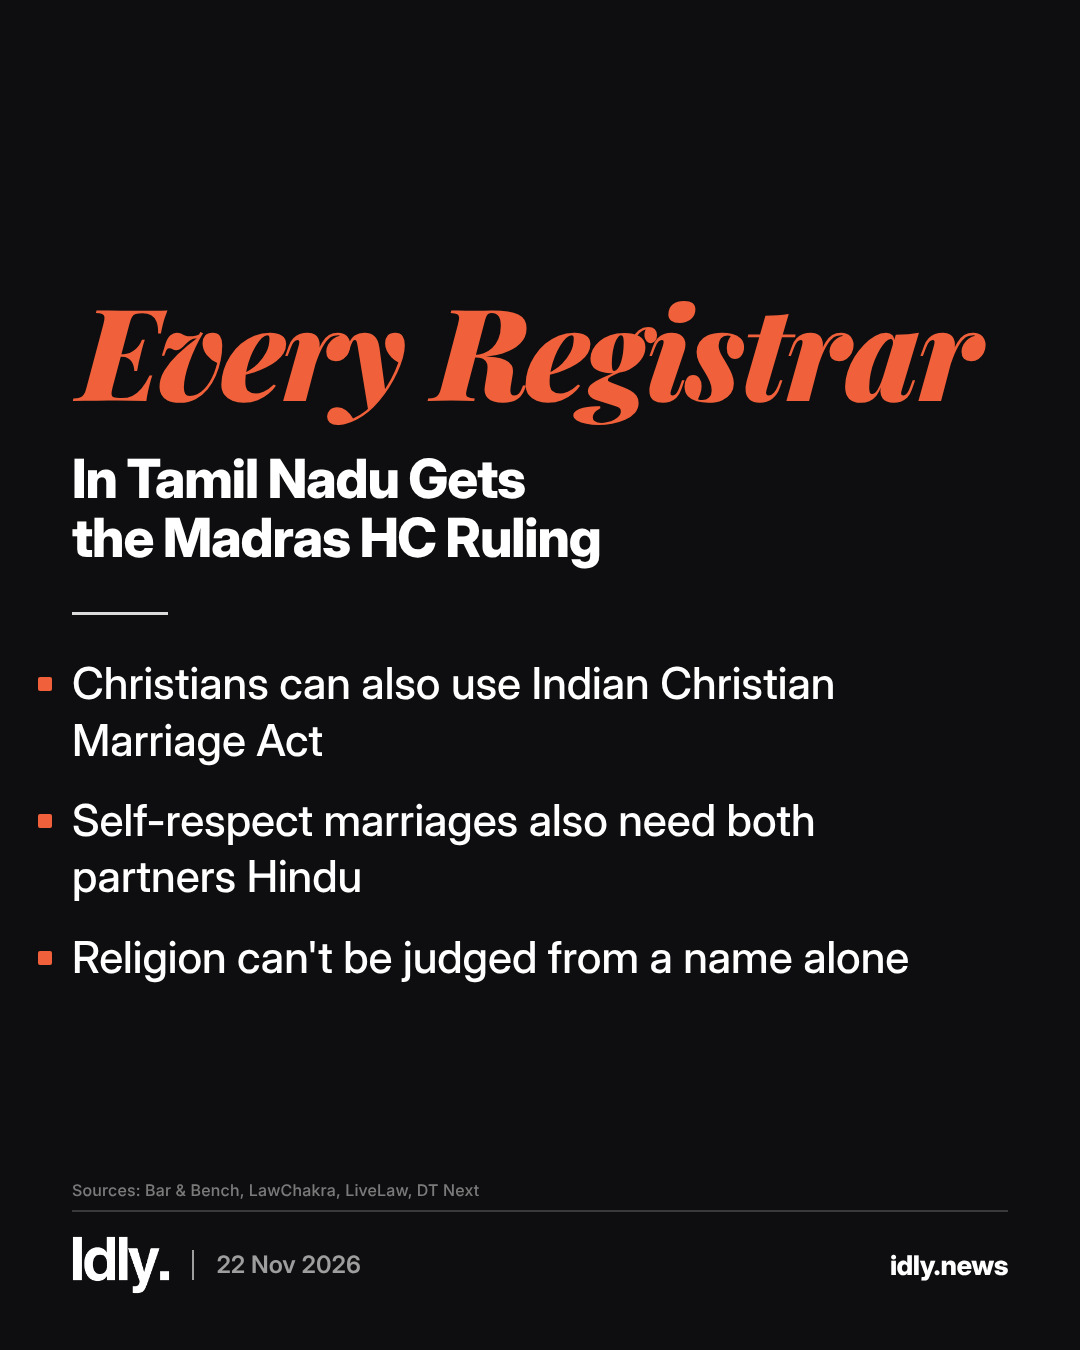 Every Registrar
In Tamil Nadu Gets
the Madras HC Ruling
Christians can also use Indian Christian
Marriage Act
Self-respect marriages also need both
partners Hindu
Religion can't be judged from a name alone
Sources: Bar & Bench, LawChakra, LiveLaw, DT Next
Idly. | 22 Nov 2026
idly.news